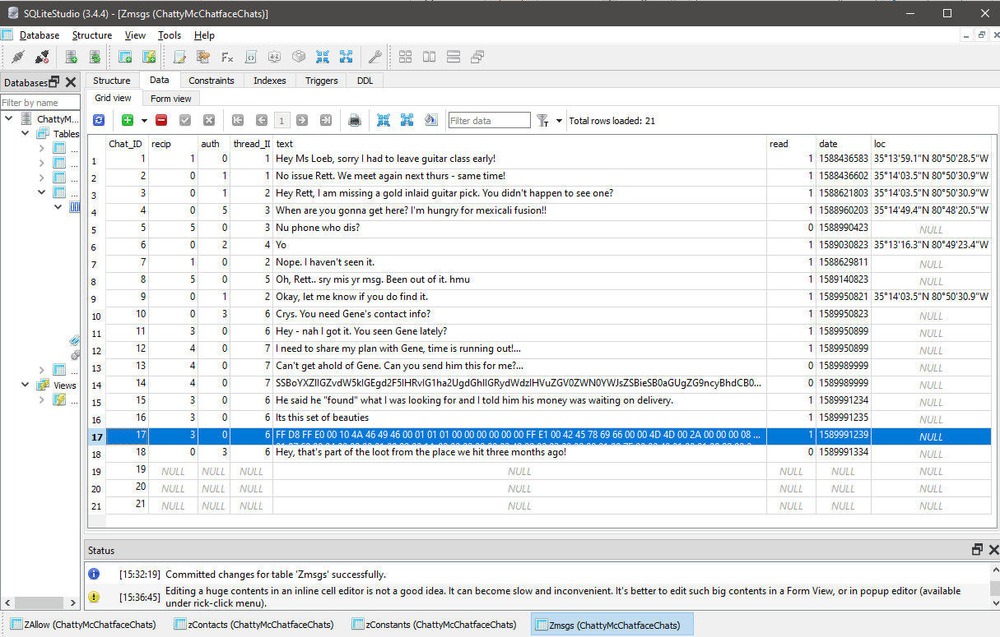 SQLiteStudio (3.4.4) - [Zmsgs (ChattyMcChatfaceChats)]
Database Structure View Tools Help
Databases
Filter by name
ChattyM...
Tables
...
...
...
...
...
Views
...
Structure Data Constraints Indexes Triggers DDL
Grid view Form view
1 Filter data Total rows loaded: 21
Chat_ID recip auth thread_II text read date loc
1 1 1 0 1 Hey Ms Loeb, sorry I had to leave guitar class early! 1 1588436583 35°13'59.1"N 80°50'28.5"W
2 2 0 1 1 No issue Rett. We meet again next thurs - same time! 1 1588436602 35°14'03.5"N 80°50'30.9"W
3 3 0 1 2 Hey Rett, I am missing a gold inlaid guitar pick. You didn't happen to see one? 1 1588621803 35°14'03.5"N 80°50'30.9"W
4 4 0 5 3 When are you gonna get here? I'm hungry for mexicali fusion!! 1 1588960203 35°14'49.4"N 80°48'20.5"W
5 5 5 0 3 Nu phone who dis? 0 1588990423 NULL
6 6 0 2 4 Yo 1 1589030823 35°13'16.3"N 80°49'23.4"W
7 7 1 0 2 Nope. I haven't seen it. 1 1588629811 NULL
8 8 5 0 5 Oh, Rett.. sry mis yr msg. Been out of it. hmu 1 1589140823 NULL
9 9 0 1 2 Okay, let me know if you do find it. 1 1589950821 35°14'03.5"N 80°50'30.9"W
10 10 0 3 6 Crys. You need Gene's contact info? 1 1589950823 NULL
11 11 3 0 6 Hey - nah I got it. You seen Gene lately? 1 1589950899 NULL
12 12 4 0 7 I need to share my plan with Gene, time is running out!... 1 1589950899 NULL
13 13 4 0 7 Can't get ahold of Gene. Can you send him this for me?... 0 1589989999 NULL
14 14 4 0 7 0 1589989999 NULL
15 15 3 0 6 He said he "found" what I was looking for and I told him his money was waiting on delivery. 1 1589991234 NULL
16 16 3 0 6 Its this set of beauties 1 1589991235 NULL
17 17 3 0 6 FF D8 FF E0 00 10 4A 46 49 46 00 01 01 01 00 00 00 00 00 00 FF E1 00 42 45 78 69 66 00 00 4D 4D 00 2A 00 00 00 08 ... 1 1589991239 NULL
18 18 0 3 6 Hey, that's part of the loot from the place we hit three months ago! 0 1589991334 NULL
19 19 NULL NULL NULL NULL NULL NULL NULL
20 20 NULL NULL NULL NULL NULL NULL NULL
21 21 NULL NULL NULL NULL NULL NULL NULL
Status
[15:32:19] Committed changes for table 'Zmsgs' successfully.
[15:36:45] Editing a huge contents in an inline cell editor is not a good idea. It can become slow and inconvenient. It's better to edit such big contents in a Form View, or in popup editor (available
under rick-click menu).
ZAllow (ChattyMcChatfaceChats) zContacts (ChattyMcChatfaceChats) zConstants (ChattyMcChatfaceChats) Zmsgs (ChattyMcChatfaceChats)